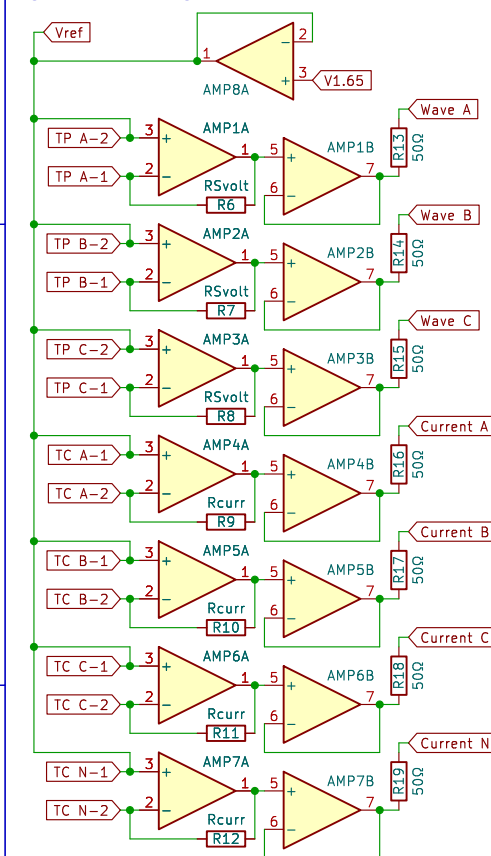 Vref
1
2
3
V1.65
AMP8A
Wave A
TP A-2
3
AMP1A
1
5
AMP1B
R13
50Ω
TP A-1
2
RSvolt
R6
6
7
Wave B
TP B-2
3
AMP2A
1
5
AMP2B
R14
50Ω
TP B-1
2
RSvolt
R7
6
7
Wave C
TP C-2
3
AMP3A
1
5
AMP3B
R15
50Ω
TP C-1
2
RSvolt
R8
6
7
Current A
TC A-1
3
AMP4A
1
5
AMP4B
R16
50Ω
TC A-2
2
Rcurr
R9
6
7
Current B
TC B-1
3
AMP5A
1
5
AMP5B
R17
50Ω
TC B-2
2
Rcurr
R10
6
7
Current C
TC C-1
3
AMP6A
1
5
AMP6B
R18
50Ω
TC C-2
2
Rcurr
R11
6
7
Current N
TC N-1
3
AMP7A
1
5
AMP7B
R19
50Ω
TC N-2
2
Rcurr
R12
6
7